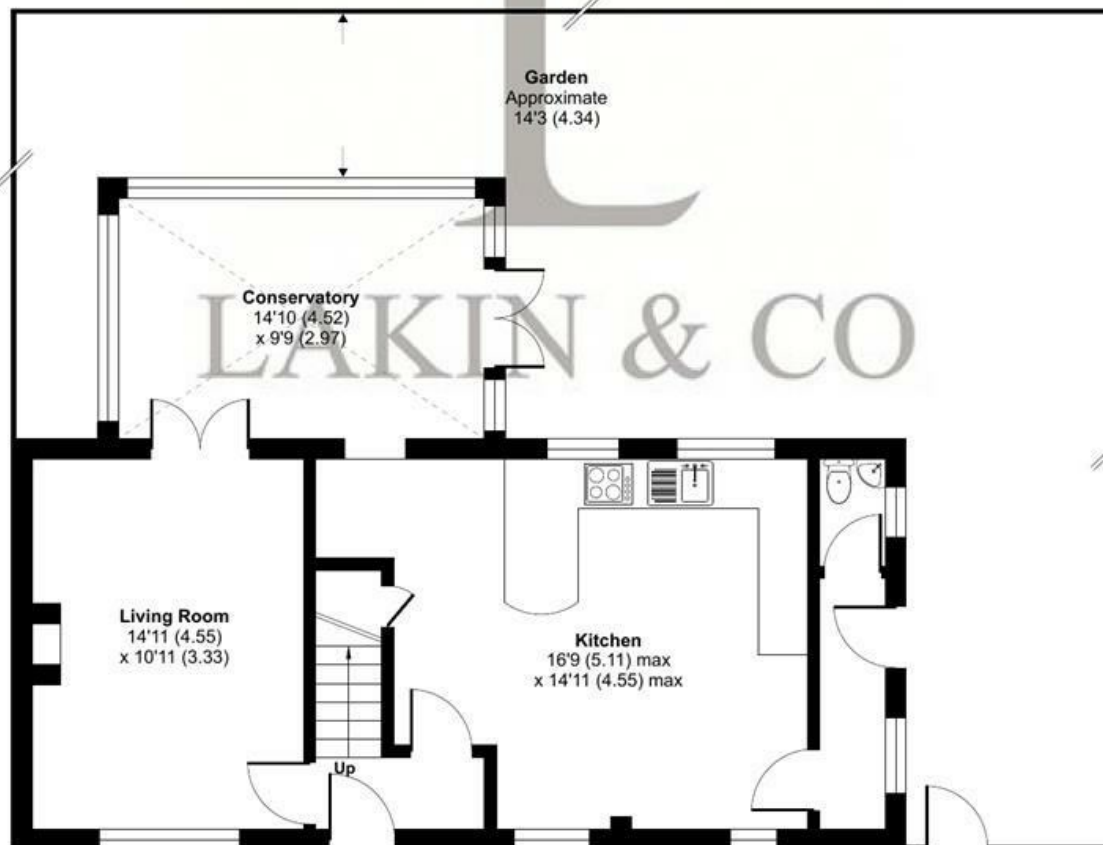 Garden
Approximate
14'3 (4.34)
Conservatory
14'10 (4.52)
x 9'9 (2.97)
LAKIN & CO
Living Room
14'11 (4.55)
x 10'11 (3.33)
Kitchen
16'9 (5.11) max
x 14'11 (4.55) max
Up